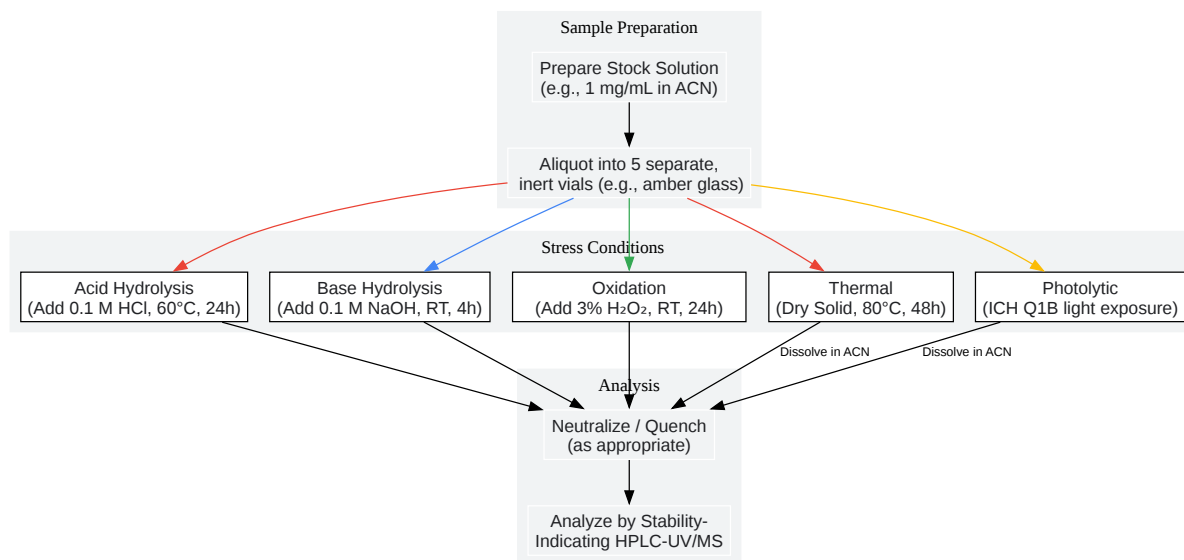 Sample Preparation
Prepare Stock Solution
(e.g., 1 mg/mL in ACN)
Aliquot into 5 separate,
inert vials (e.g., amber glass)
Stress Conditions
Acid Hydrolysis
(Add 0.1 M HCl, 60°C, 24h)
Base Hydrolysis
(Add 0.1 M NaOH, RT, 4h)
Oxidation
(Add 3% H₂O₂, RT, 24h)
Thermal
(Dry Solid, 80°C, 48h)
Photolytic
(ICH Q1B light exposure)
Dissolve in ACN
Dissolve in ACN
Analysis
Neutralize / Quench
(as appropriate)
Analyze by Stability-
Indicating HPLC-UV/MS